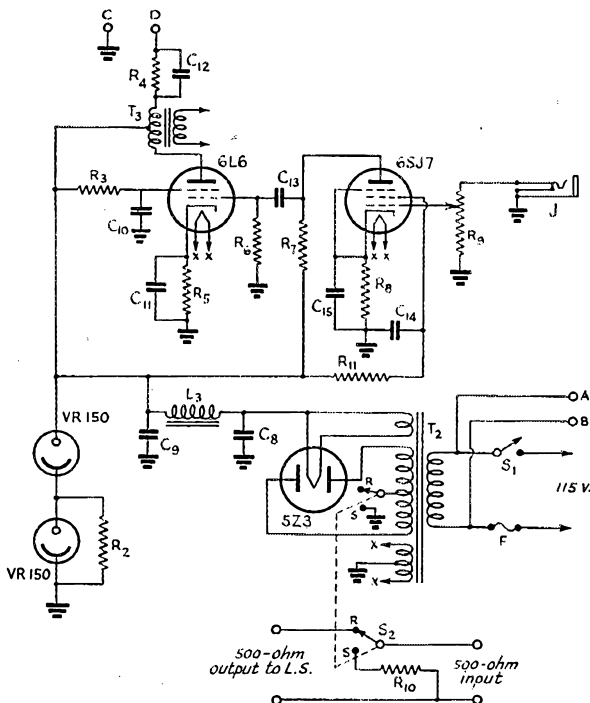 C
D
R4
C12
T3
6L6
6SJ7
R3
C13
C10
R6
R7
R9
J
x x
x x
C11
R5
C15
R8
C14
R11
L3
A
VR 150
T2
B
C9
C8
S1
R
115 V.
S
5Z3
R2
F
X
VR 150
X
R
S2
500-ohm
output to L.S.
S
500-ohm
input
R10